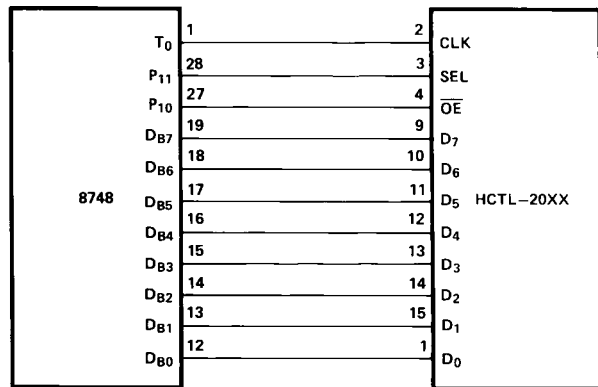 T0 1 2 CLK
P11 28 3 SEL
P10 27 4 O̅E̅
DB7 19 9 D7
DB6 18 10 D6
8748 DB5 17 11 D5 HCTL–20XX
DB4 16 12 D4
DB3 15 13 D3
DB2 14 14 D2
DB1 13 15 D1
DB0 12 1 D0